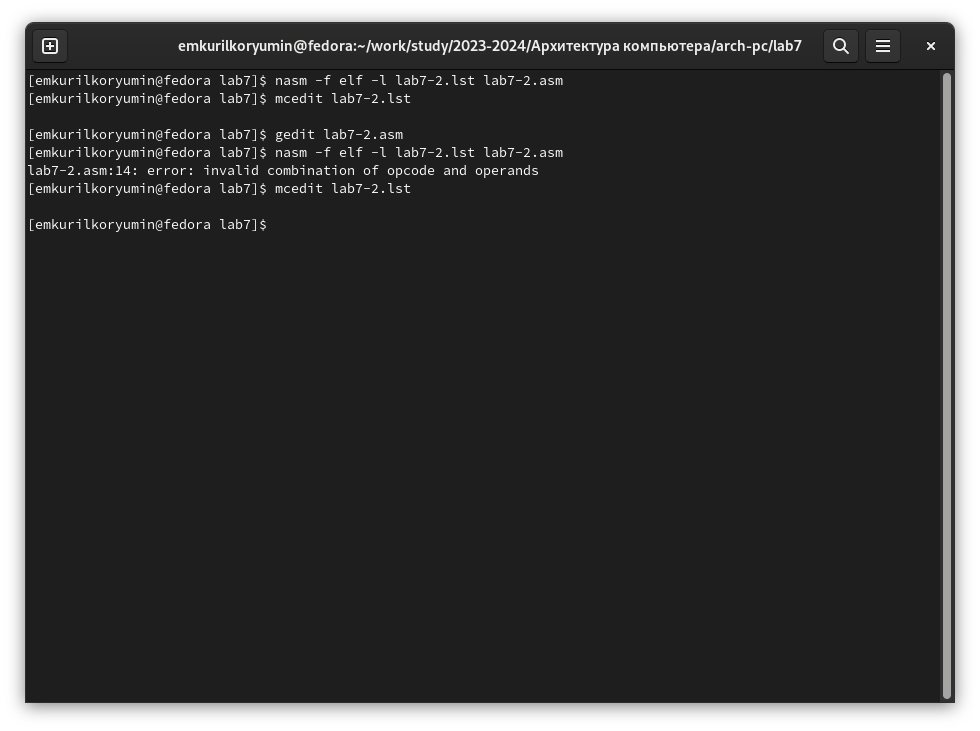 emkurilkoryumin@fedora:~/work/study/2023-2024/Архитектура компьютера/arch-pc/lab7
[emkurilkoryumin@fedora lab7]$ nasm -f elf -l lab7-2.lst lab7-2.asm
[emkurilkoryumin@fedora lab7]$ mcedit lab7-2.lst
[emkurilkoryumin@fedora lab7]$ gedit lab7-2.asm
[emkurilkoryumin@fedora lab7]$ nasm -f elf -l lab7-2.lst lab7-2.asm
lab7-2.asm:14: error: invalid combination of opcode and operands
[emkurilkoryumin@fedora lab7]$ mcedit lab7-2.lst
[emkurilkoryumin@fedora lab7]$